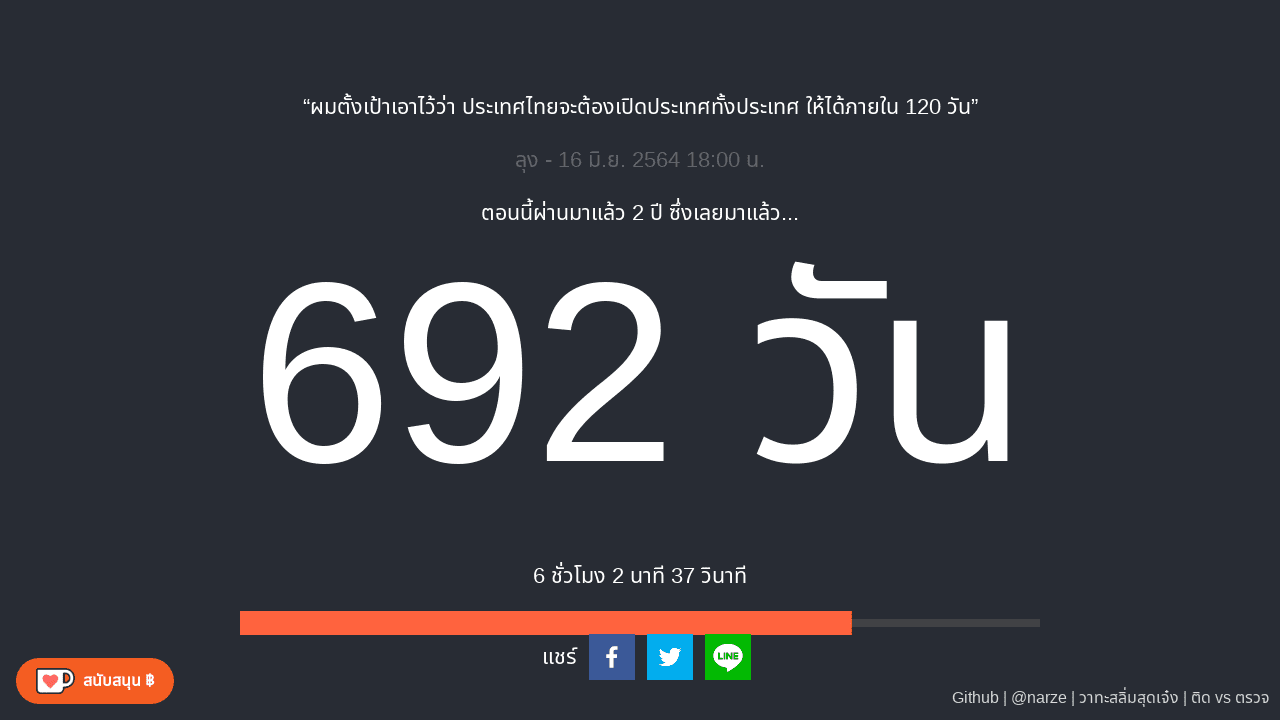 “ผมตั้งเป้าเอาไว้ว่า ประเทศไทยจะต้องเปิดประเทศทั้งประเทศ ให้ได้ภายใน 120 วัน”
ลุง - 16 มิ.ย. 2564 18:00 น.
ตอนนี้ผ่านมาแล้ว 2 ปี ซึ่งเลยมาแล้ว...
692 วัน
6 ชั่วโมง 2 นาที 37 วินาที
แชร์
LINE
สนับสนุน ฿
Github | @narze | วาทะสลิ่มสุดเจ๋ง | ติด vs ตรวจ